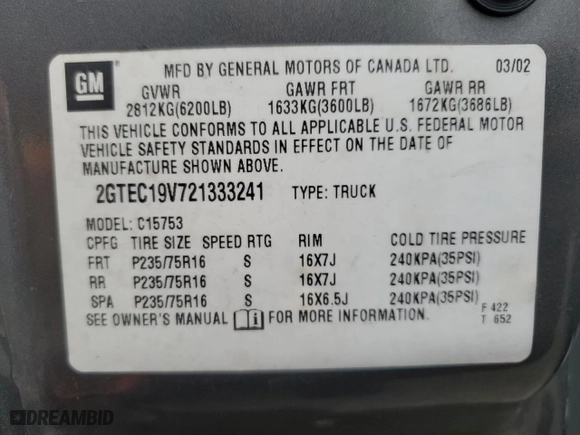 GM
MFD BY GENERAL MOTORS OF CANADA LTD. 03/02
GVWR GAWR FRT GAWR RR
2812KG(6200LB) 1633KG(3600LB) 1672KG(3686LB)
THIS VEHICLE CONFORMS TO ALL APPLICABLE U.S. FEDERAL MOTOR
VEHICLE SAFETY STANDARDS IN EFFECT ON THE DATE OF
MANUFACTURE SHOWN ABOVE.
2GTEC19V721333241 TYPE: TRUCK
MODEL: C15753
CPFG TIRE SIZE SPEED RTG RIM COLD TIRE PRESSURE
FRT P235/75R16 S 16X7J 240KPA(35PSI)
RR P235/75R16 S 16X7J 240KPA(35PSI)
SPA P235/75R16 S 16X6.5J 240KPA(35PSI)
SEE OWNER'S MANUAL i FOR MORE INFORMATION.
F 422
T 652
DREAMBID